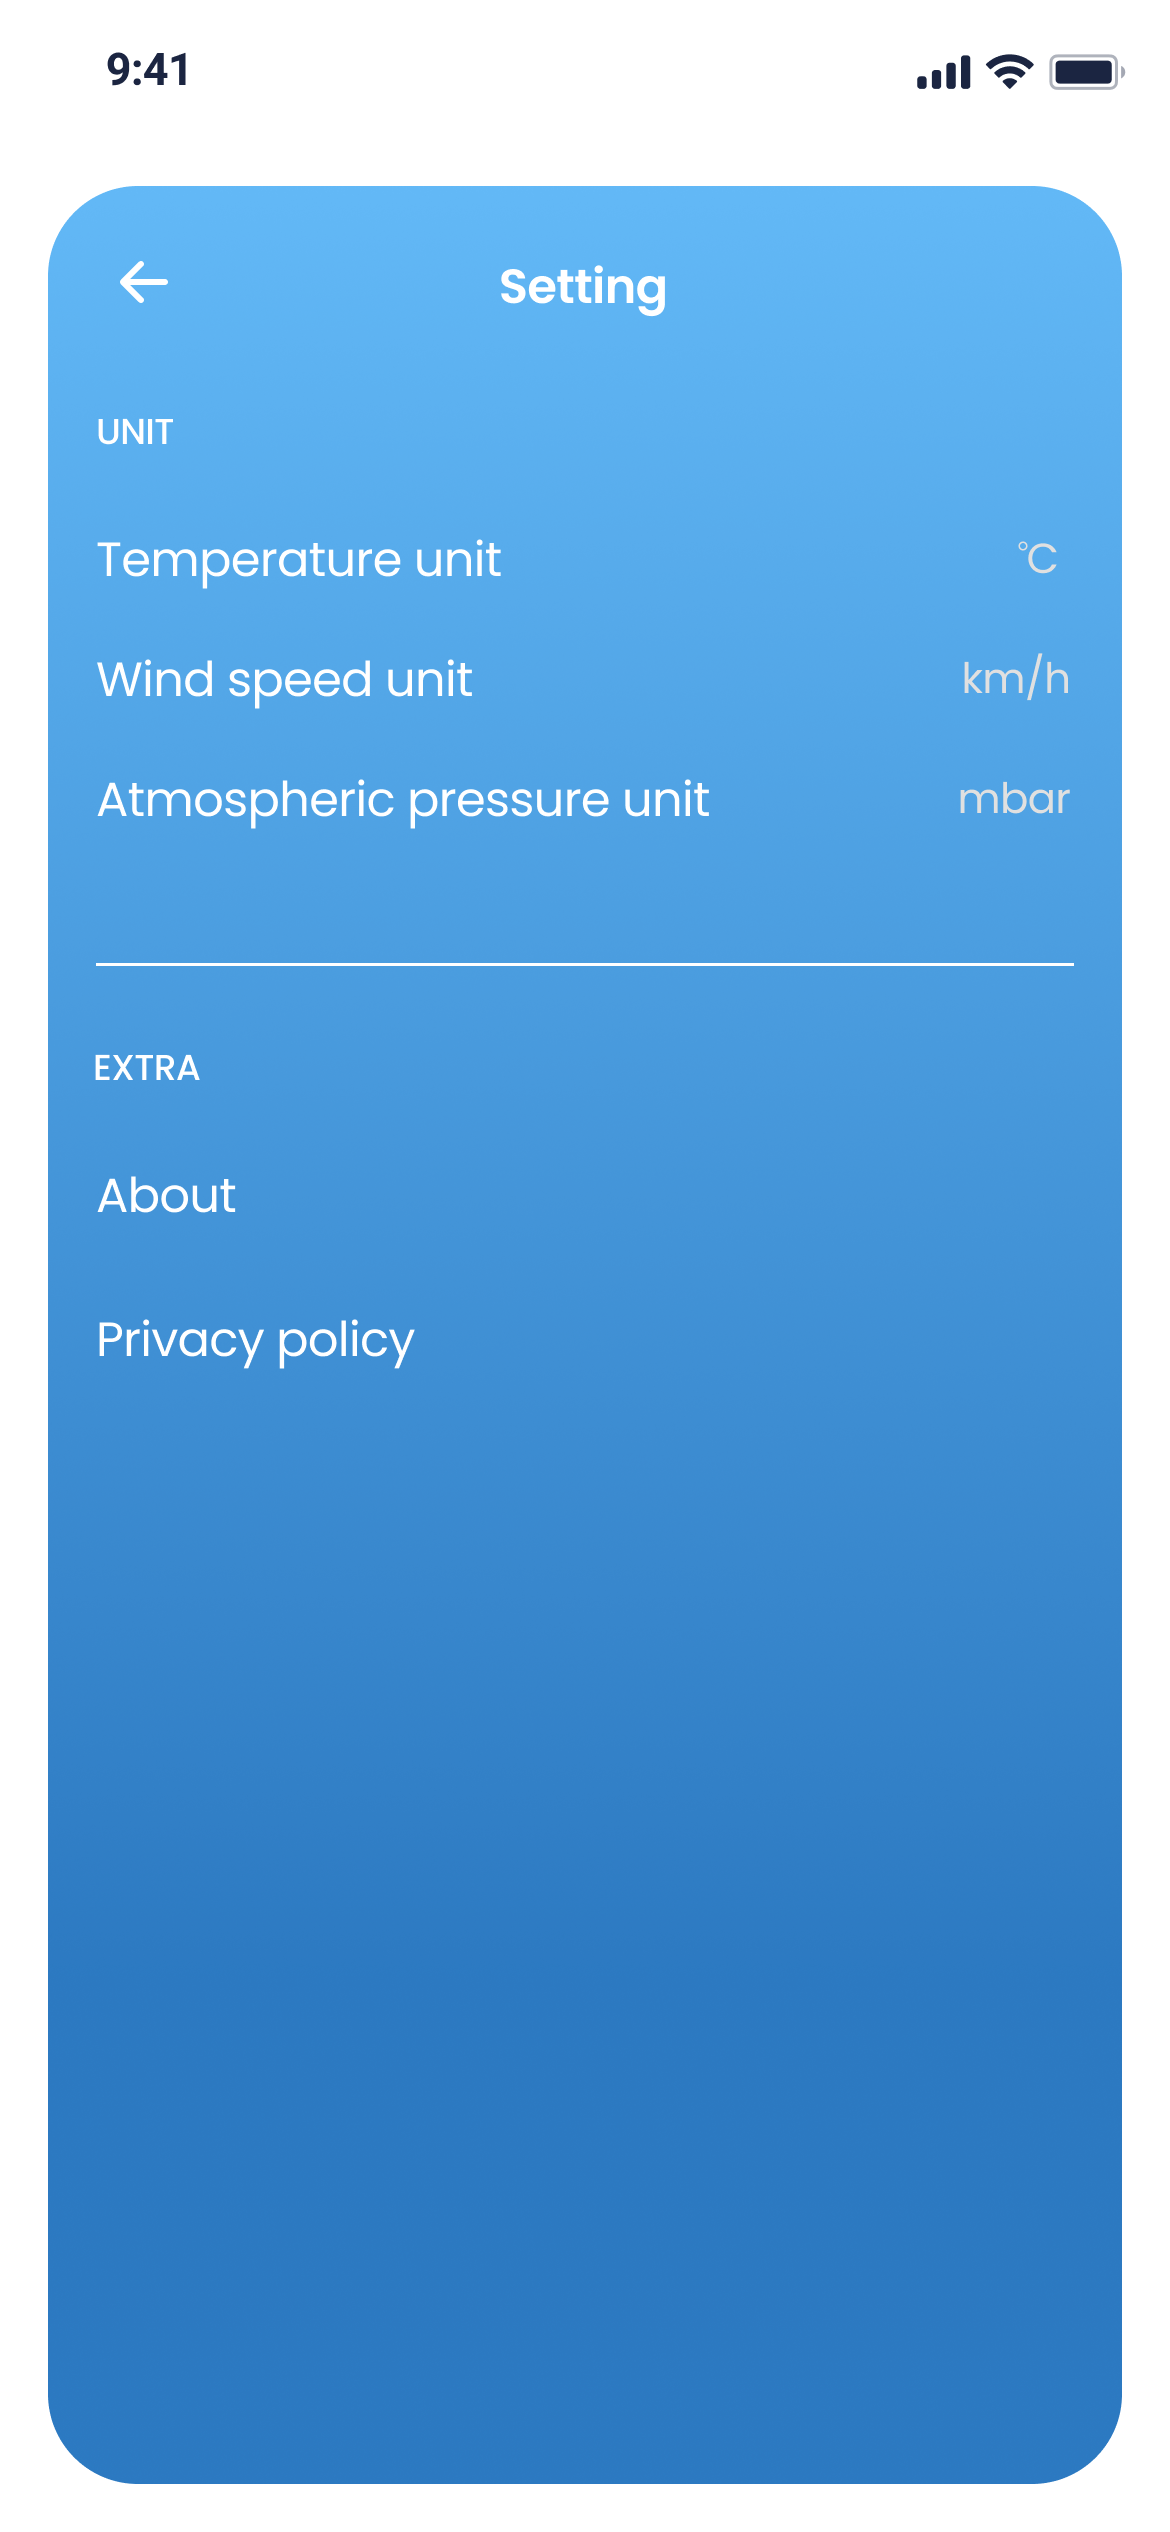 9:41
Setting
UNIT
Temperature unit °C
Wind speed unit km/h
Atmospheric pressure unit mbar
EXTRA
About
Privacy policy